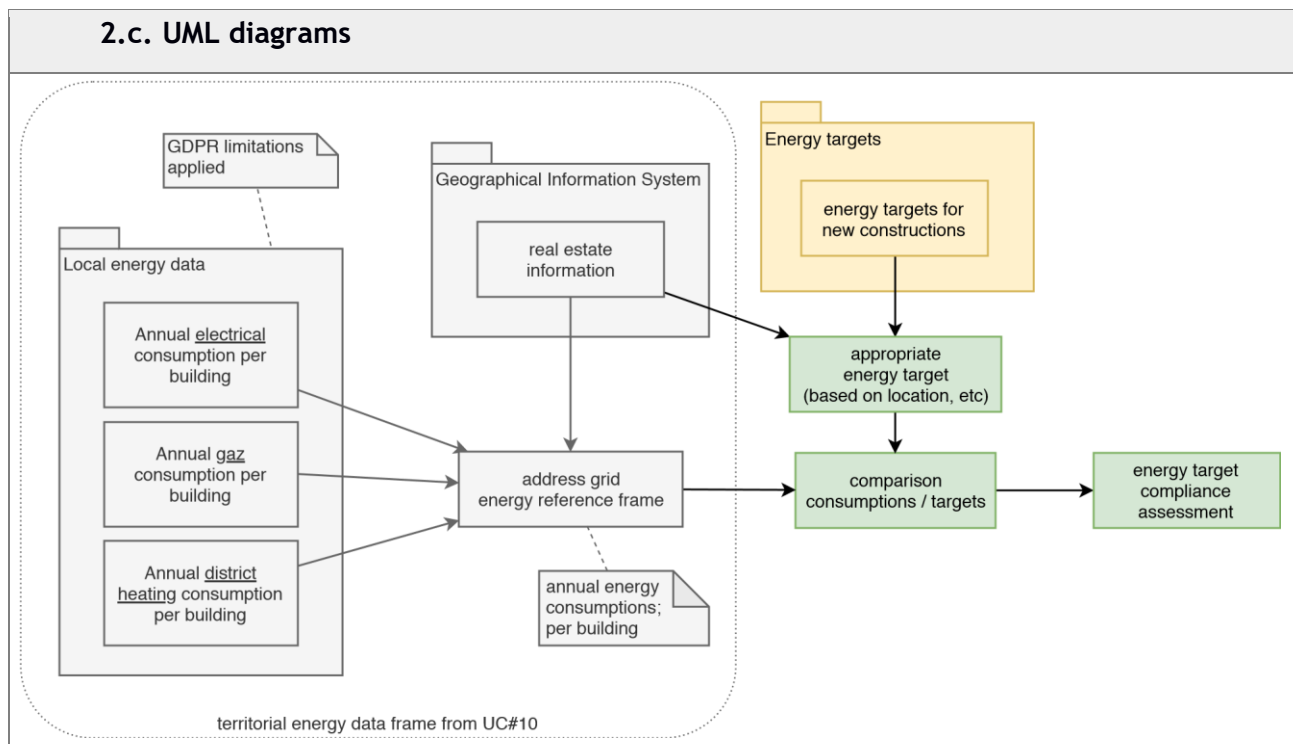 2.c. UML diagrams
GDPR limitations
applied
Geographical Information System
real estate
information
Energy targets
energy targets for
new constructions
Local energy data
Annual electrical
consumption per
building
Annual gaz
consumption per
building
Annual district
heating consumption
per building
address grid
energy reference frame
annual energy
consumptions;
per building
appropriate
energy target
(based on location, etc)
comparison
consumptions / targets
energy target
compliance
assessment
territorial energy data frame from UC#10